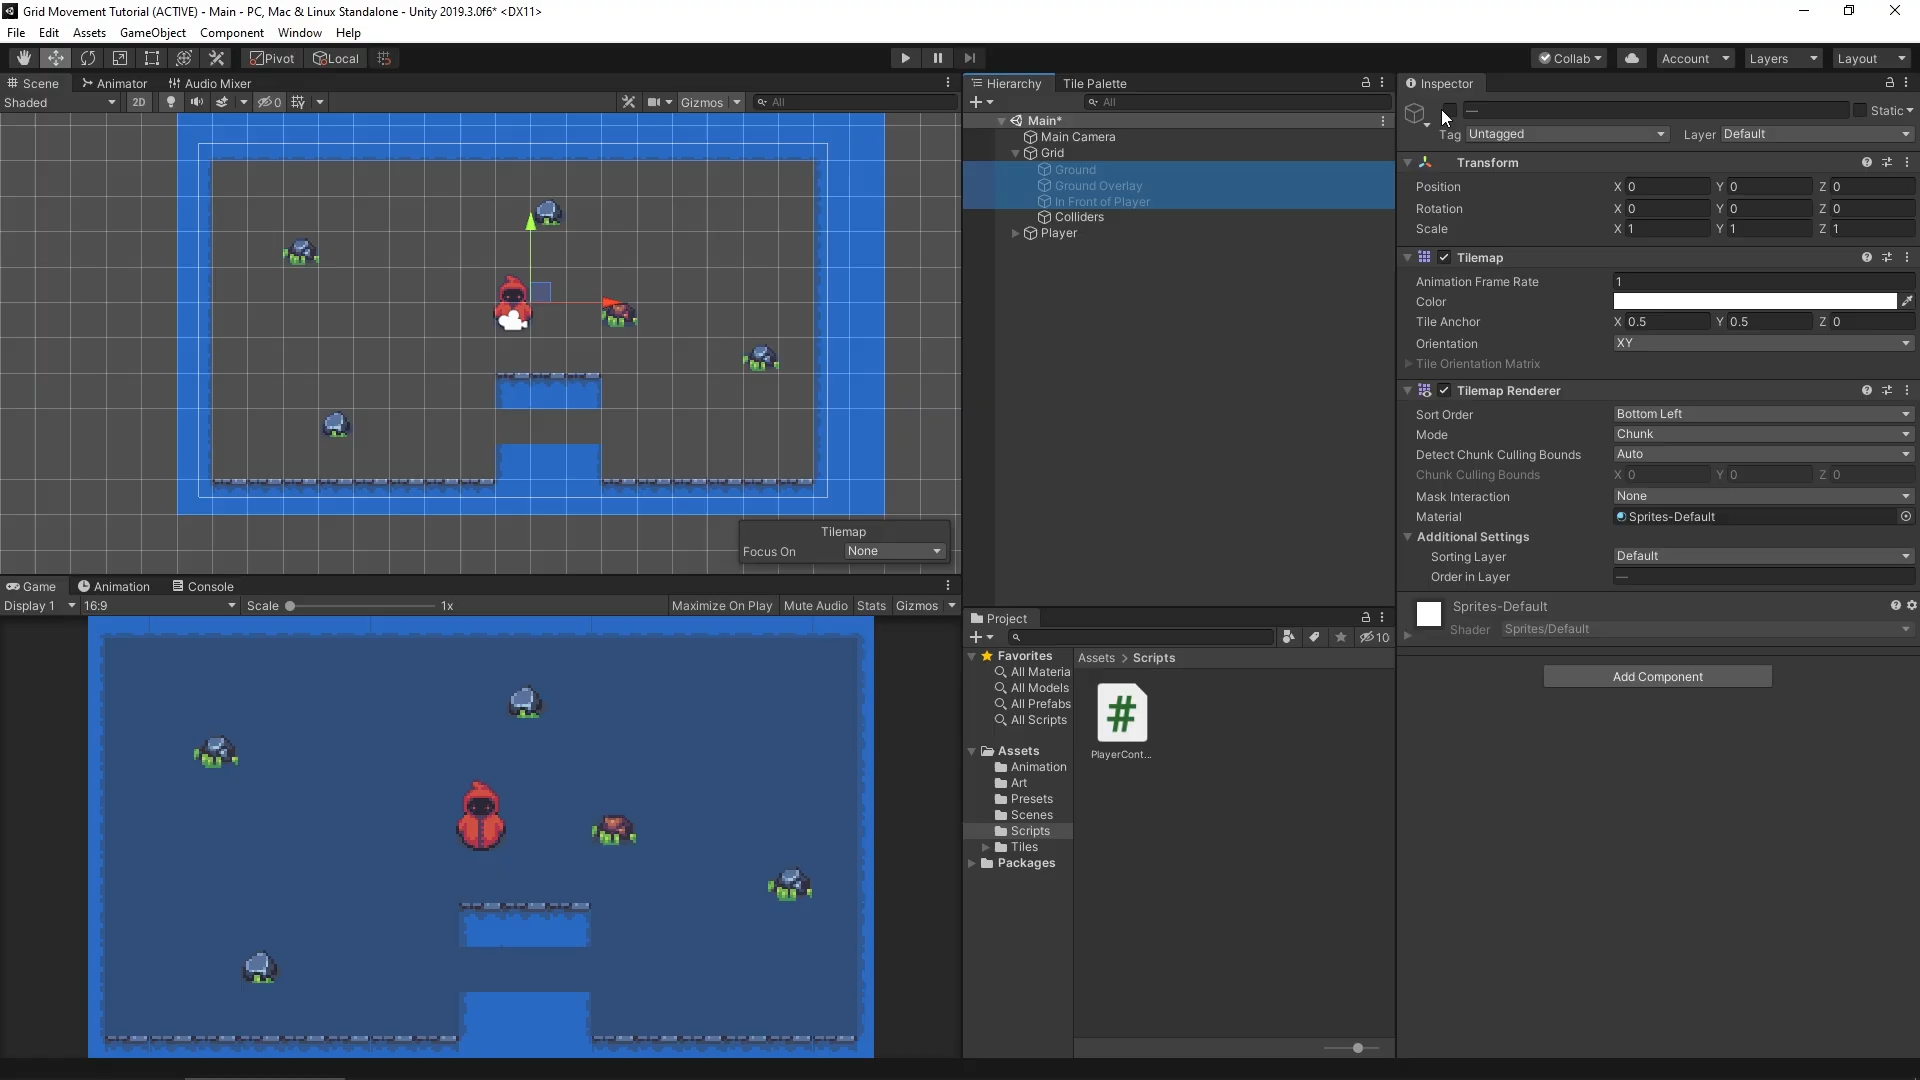 Grid Movement Tutorial (ACTIVE) - Main - PC, Mac & Linux Standalone - Unity 2019.3.0f6* <DX11>
File Edit Assets GameObject Component Window Help
Pivot Local Collab Account Layers Layout
Scene Animator Audio Mixer
Shaded 2D 0 Gizmos All
Tilemap
Focus On None
Game Animation Console
Display 1 16:9 Scale 1x Maximize On Play Mute Audio Stats Gizmos
Hierarchy Tile Palette
All
Main*
Main Camera
Grid
Ground
Ground Overlay
In Front of Player
Colliders
Player
Project
10
Favorites
All Materia
All Models
All Prefabs
All Scripts
Assets
Animation
Art
Presets
Scenes
Scripts
Tiles
Packages
Assets > Scripts
#
PlayerCont...
Inspector
— Static
Tag Untagged Layer Default
Transform
Position X 0 Y 0 Z 0
Rotation X 0 Y 0 Z 0
Scale X 1 Y 1 Z 1
Tilemap
Animation Frame Rate 1
Color
Tile Anchor X 0.5 Y 0.5 Z 0
Orientation XY
Tile Orientation Matrix
Tilemap Renderer
Sort Order Bottom Left
Mode Chunk
Detect Chunk Culling Bounds Auto
Chunk Culling Bounds X 0 Y 0 Z 0
Mask Interaction None
Material Sprites-Default
Additional Settings
Sorting Layer Default
Order in Layer —
Sprites-Default
Shader Sprites/Default
Add Component